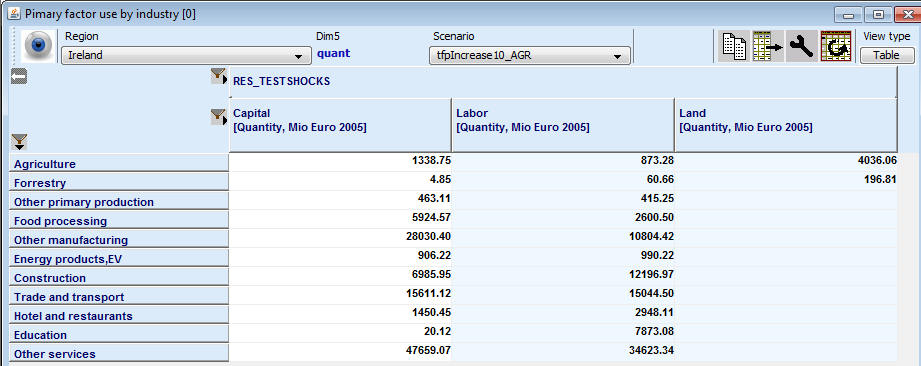 Pimary factor use by industry [0]
Region Dim5 Scenario View type
Ireland quant tfpIncrease10_AGR Table
RES_TESTSHOCKS
Capital Labor Land
[Quantity, Mio Euro 2005] [Quantity, Mio Euro 2005] [Quantity, Mio Euro 2005]
Agriculture 1338.75 873.28 4036.06
Forrestry 4.85 60.66 196.81
Other primary production 463.11 415.25
Food processing 5924.57 2600.50
Other manufacturing 28030.40 10804.42
Energy products,EV 906.22 990.22
Construction 6985.95 12196.97
Trade and transport 15611.12 15044.50
Hotel and restaurants 1450.45 2948.11
Education 20.12 7873.08
Other services 47659.07 34623.34